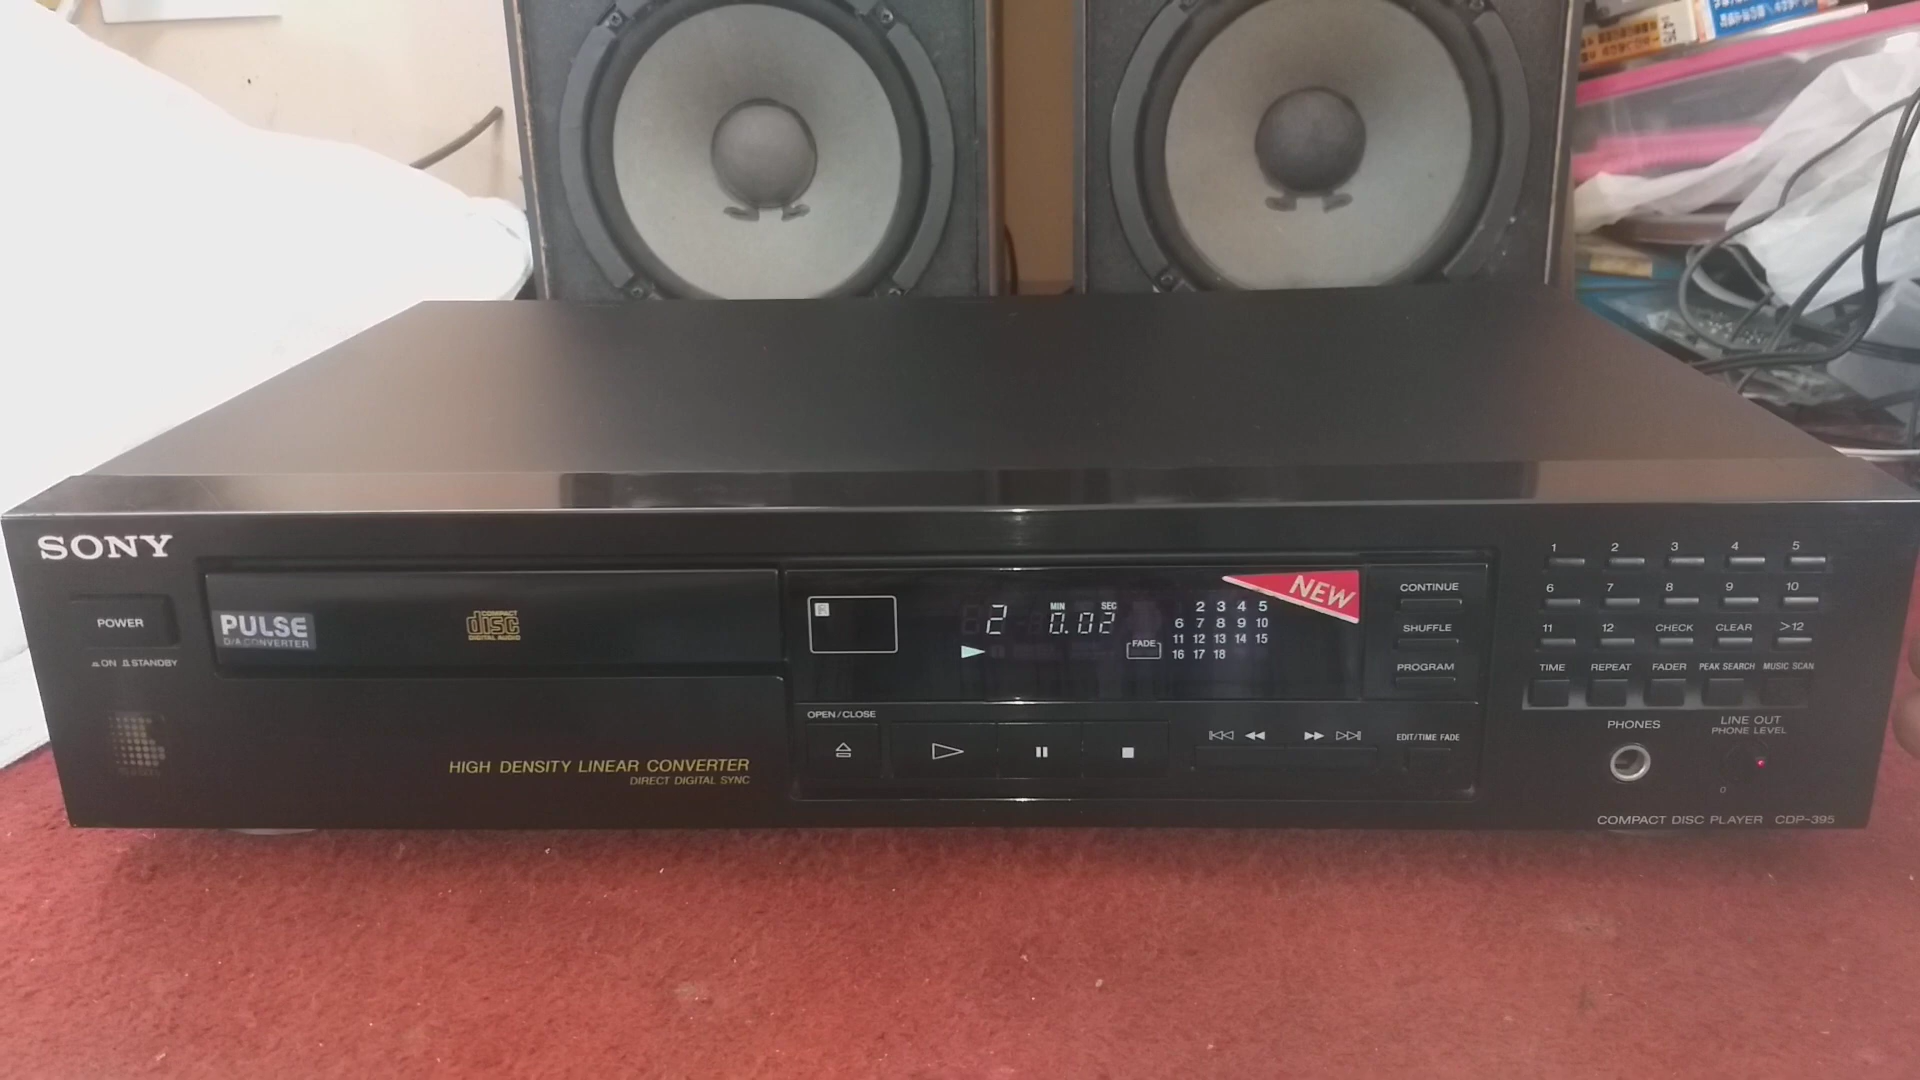 SONY
POWER
ON STANDBY
PULSE
D/A CONVERTER
COMPACT
disc
DIGITAL AUDIO
HIGH DENSITY LINEAR CONVERTER
DIRECT DIGITAL SYNC
2 MIN SEC
0.02
FADE
2 3 4 5
6 7 8 9 10
11 12 13 14 15
16 17 18
NEW
OPEN/CLOSE
CONTINUE
SHUFFLE
PROGRAM
EDIT/TIME FADE
1 2 3 4 5
6 7 8 9 10
11 12 CHECK CLEAR >12
TIME REPEAT FADER PEAK SEARCH MUSIC SCAN
PHONES
LINE OUT
PHONE LEVEL
0
COMPACT DISC PLAYER CDP-395